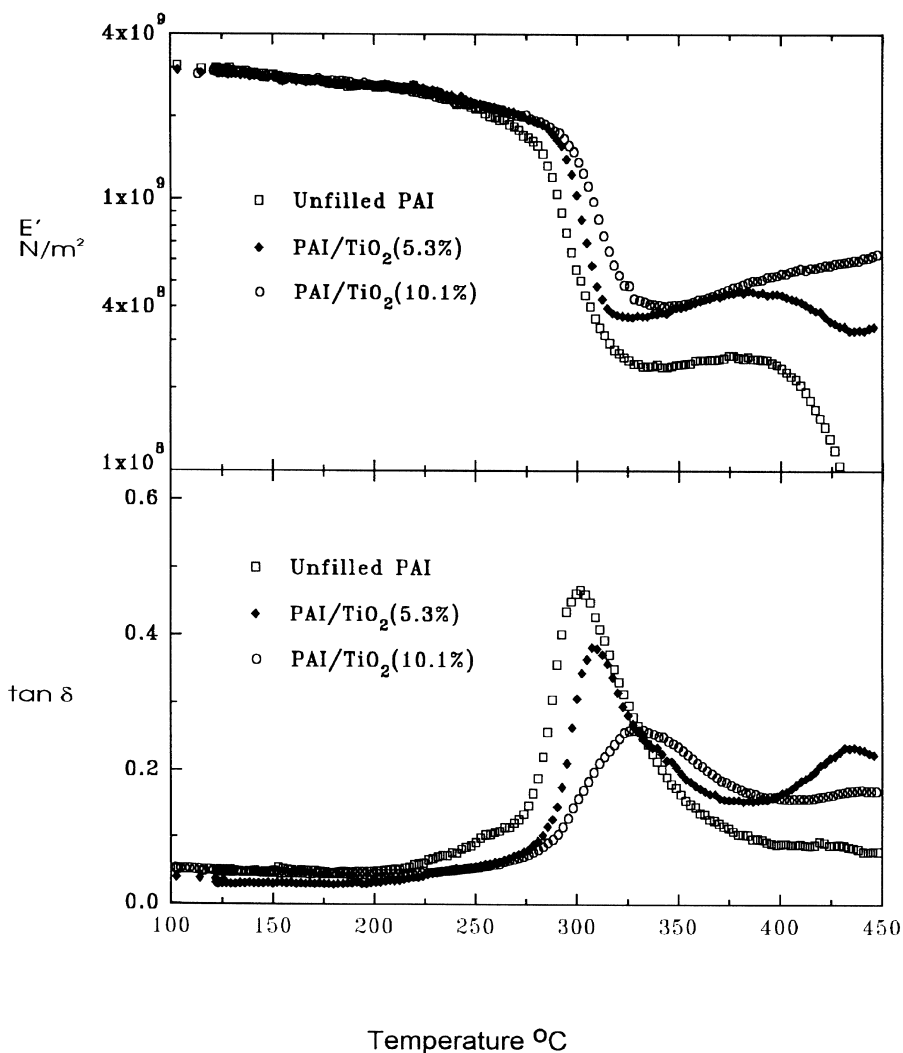 4x10⁹
1x10⁹
E′
N/m²
4x10⁸
1x10⁸
□ Unfilled PAI
◆ PAI/TiO₂(5.3%)
○ PAI/TiO₂(10.1%)
0.6
0.4
tan δ
0.2
0.0
□ Unfilled PAI
◆ PAI/TiO₂(5.3%)
○ PAI/TiO₂(10.1%)
100 150 200 250 300 350 400 450
Temperature ºC